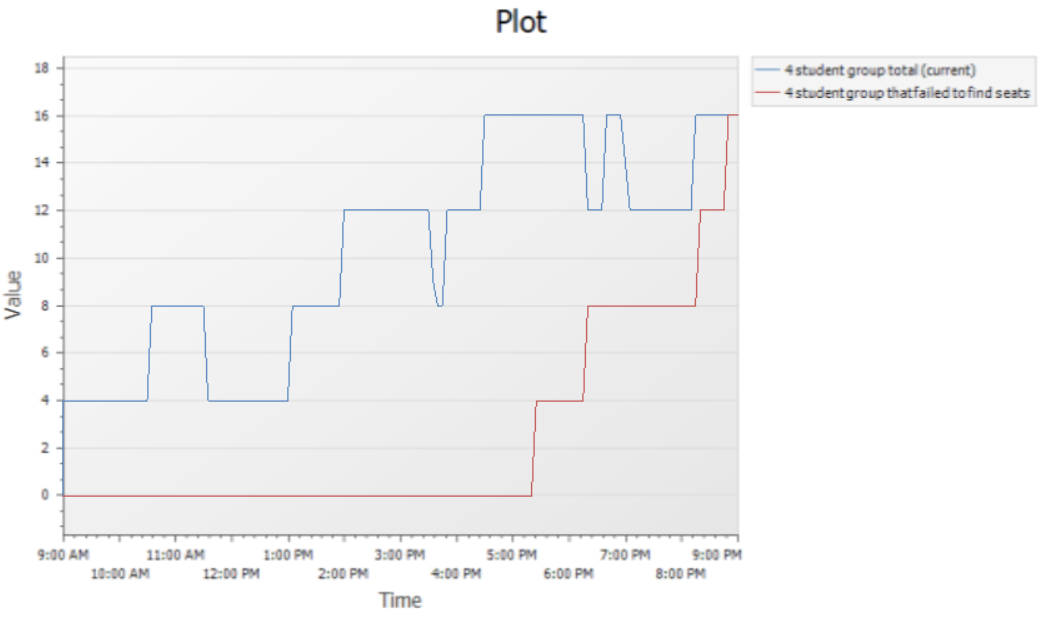 Plot
4 student group total (current)
4 student group that failed to find seats
18
16
14
12
10
8
6
4
2
0
Value
9:00 AM 11:00 AM 1:00 PM 3:00 PM 5:00 PM 7:00 PM 9:00 PM
10:00 AM 12:00 PM 2:00 PM 4:00 PM 6:00 PM 8:00 PM
Time